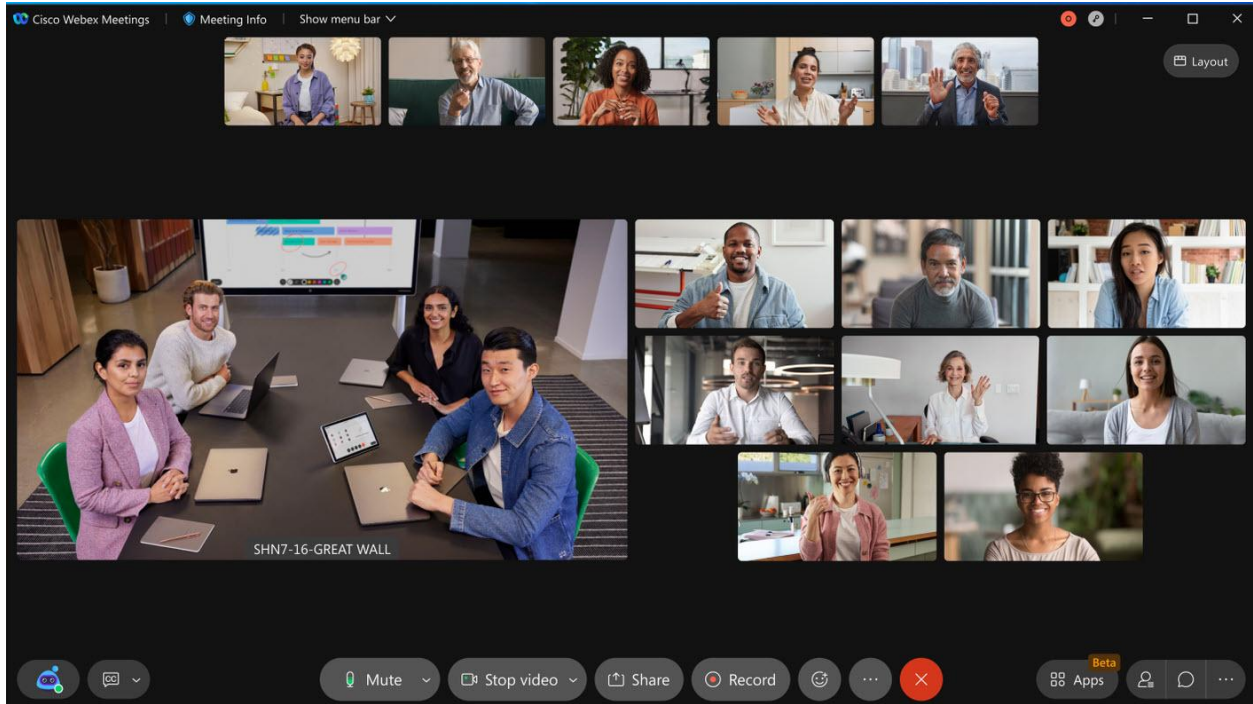 Cisco Webex Meetings
Meeting Info
Show menu bar
Layout
SHN7-16-GREAT WALL
CC
Mute
Stop video
Share
Record
Beta
Apps